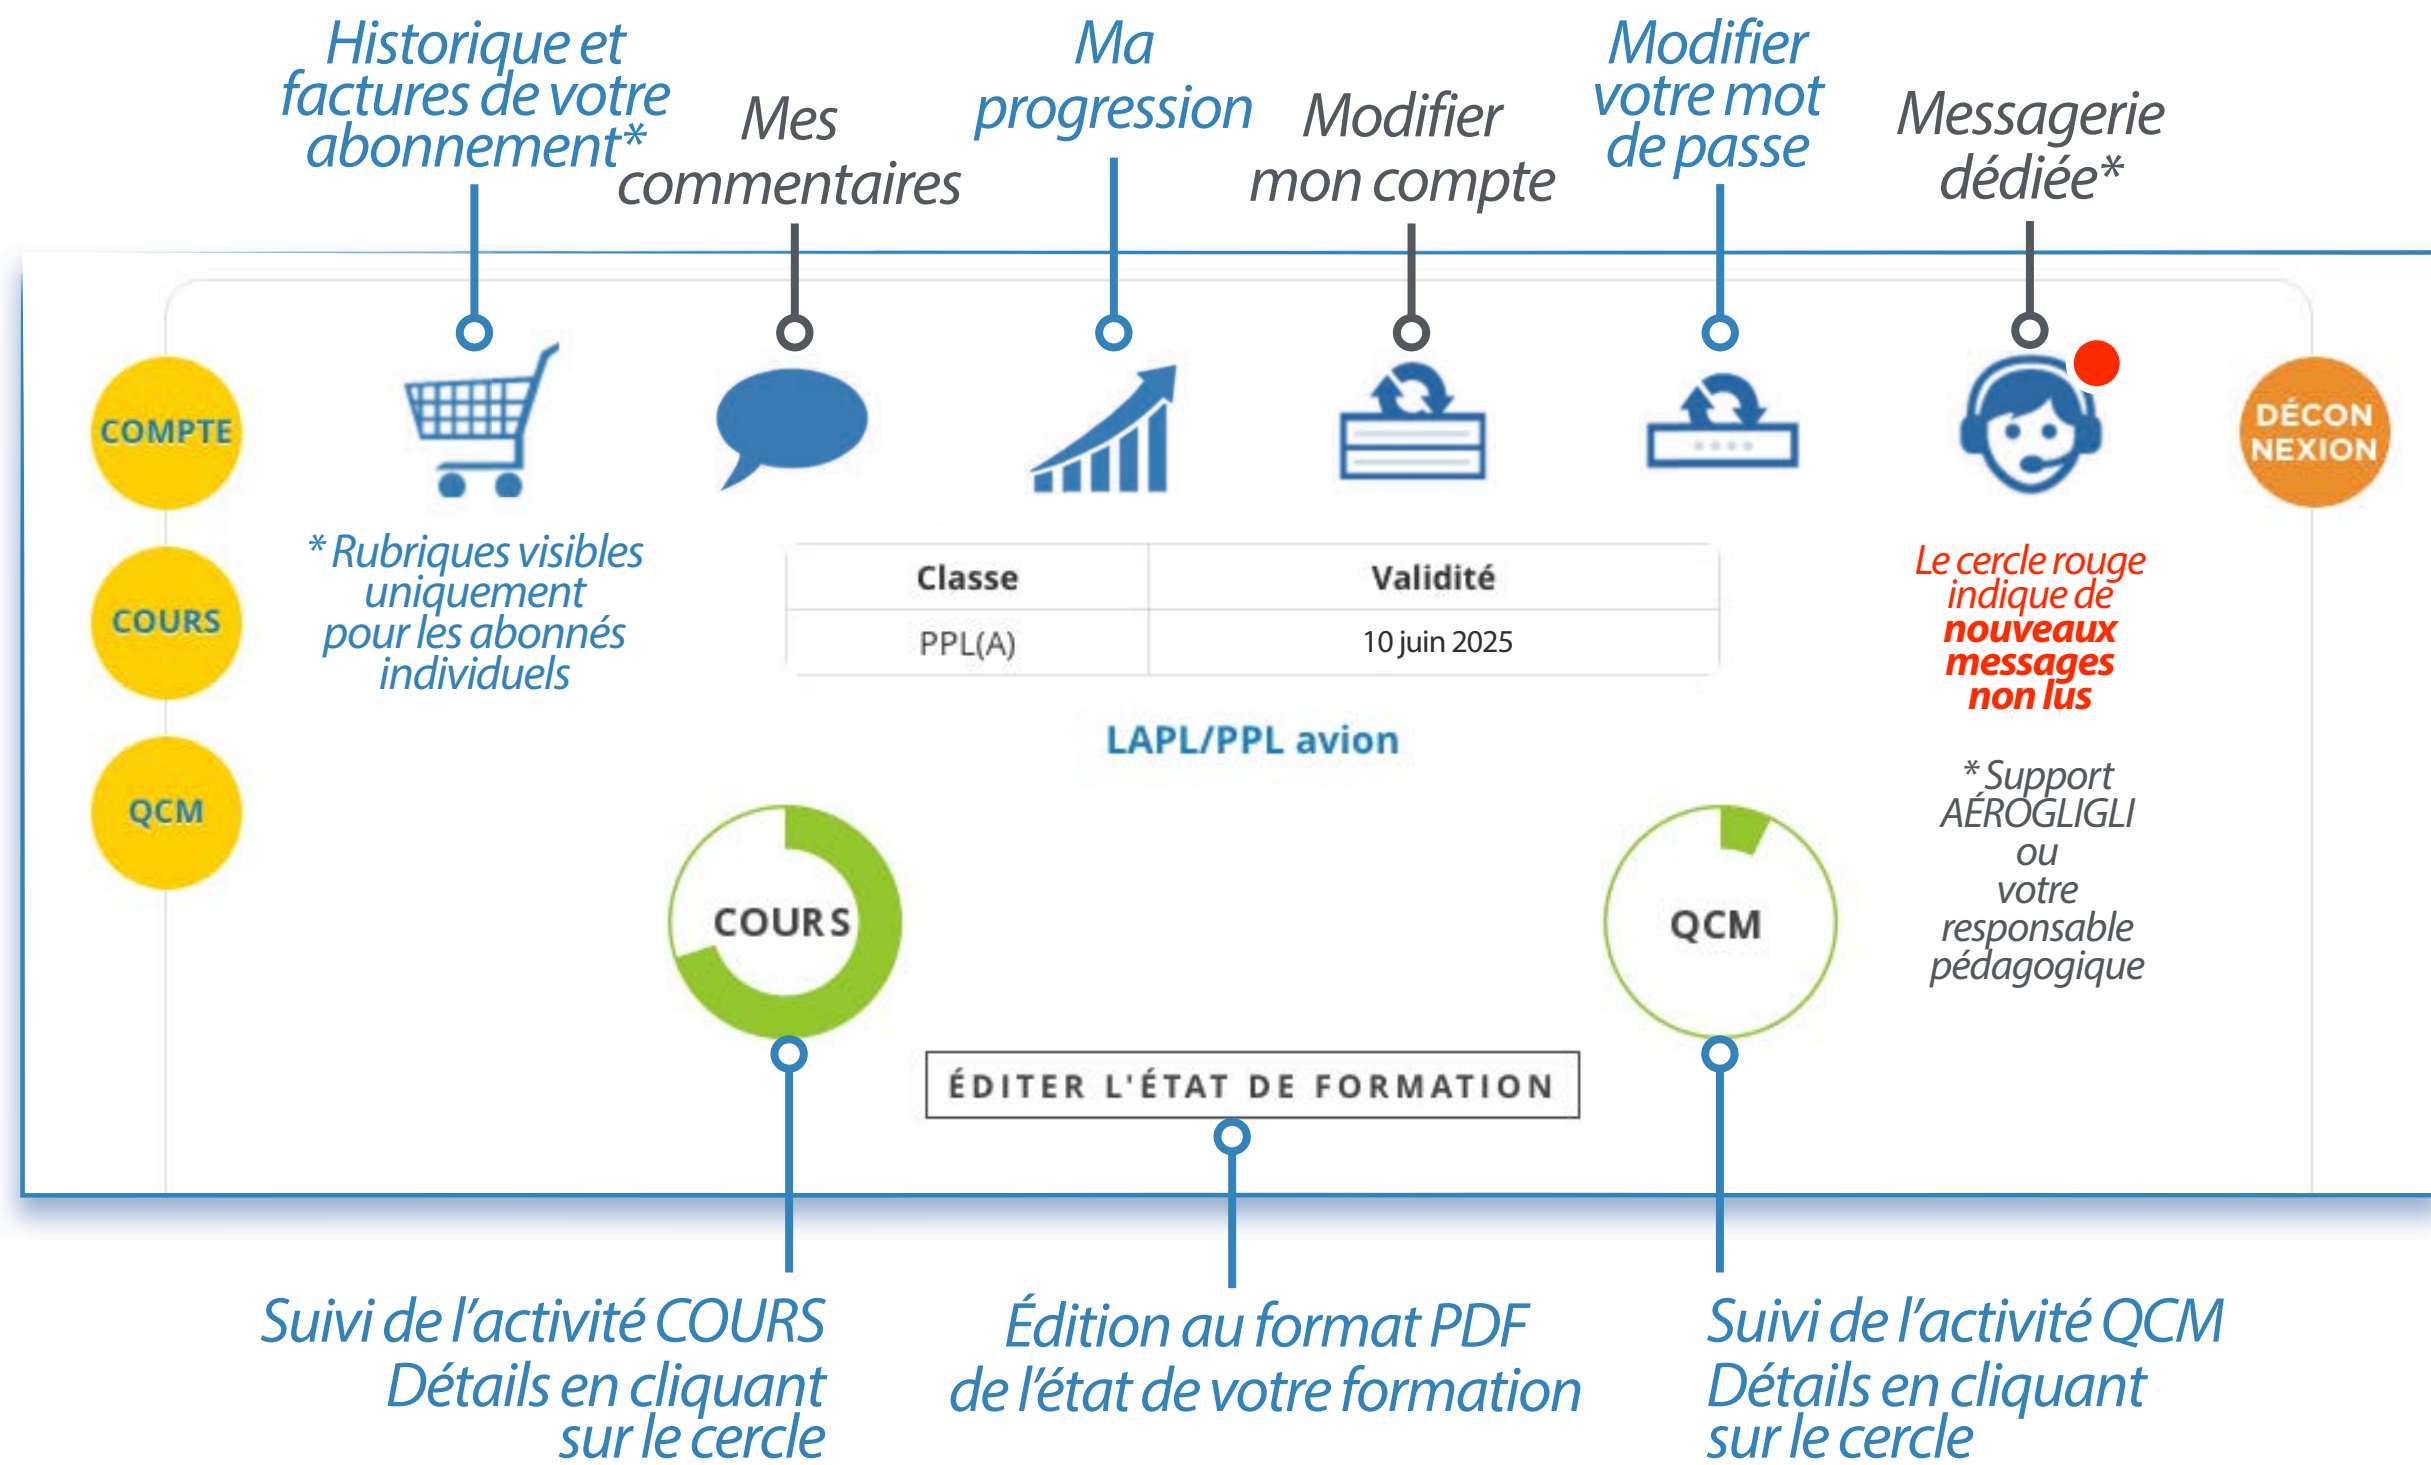 Historique et
factures de votre
abonnement*
Mes
commentaires
Ma
progression
Modifier
mon compte
Modifier
votre mot
de passe
Messagerie
dédiée*
COMPTE
COURS
QCM
DÉCON
NEXION
* Rubriques visibles
uniquement
pour les abonnés
individuels
Classe Validité
PPL(A) 10 juin 2025
LAPL/PPL avion
Le cercle rouge
indique de
nouveaux
messages
non lus
* Support
AÉROGLIGLI
ou
votre
responsable
pédagogique
COURS
QCM
ÉDITER L'ÉTAT DE FORMATION
Suivi de l'activité COURS
Détails en cliquant
sur le cercle
Édition au format PDF
de l'état de votre formation
Suivi de l'activité QCM
Détails en cliquant
sur le cercle